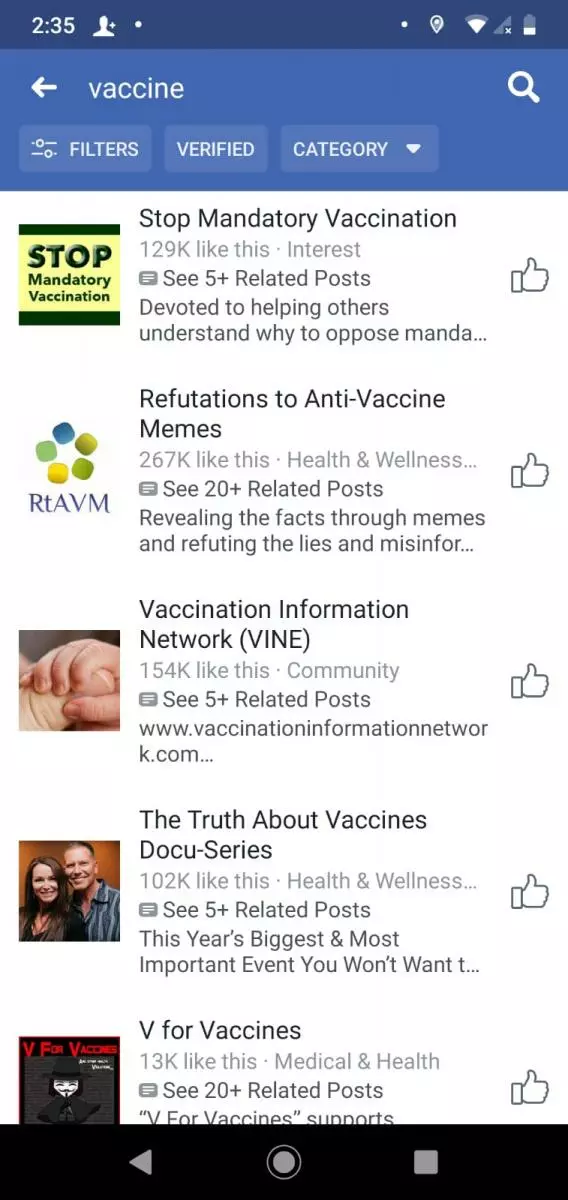 2:35
vaccine
FILTERS
VERIFIED
CATEGORY
STOP
Mandatory
Vaccination
Stop Mandatory Vaccination
129K like this · Interest
See 5+ Related Posts
Devoted to helping others
understand why to oppose manda...
RtAVM
Refutations to Anti-Vaccine
Memes
267K like this · Health & Wellness...
See 20+ Related Posts
Revealing the facts through memes
and refuting the lies and misinfor...
Vaccination Information
Network (VINE)
154K like this · Community
See 5+ Related Posts
www.vaccinationinformationnetwor
k.com...
The Truth About Vaccines
Docu-Series
102K like this · Health & Wellness...
See 5+ Related Posts
This Year's Biggest & Most
Important Event You Won't Want t...
V FOR VACCINES
V for Vaccines
13K like this · Medical & Health
See 20+ Related Posts
"V For Vaccines" supports